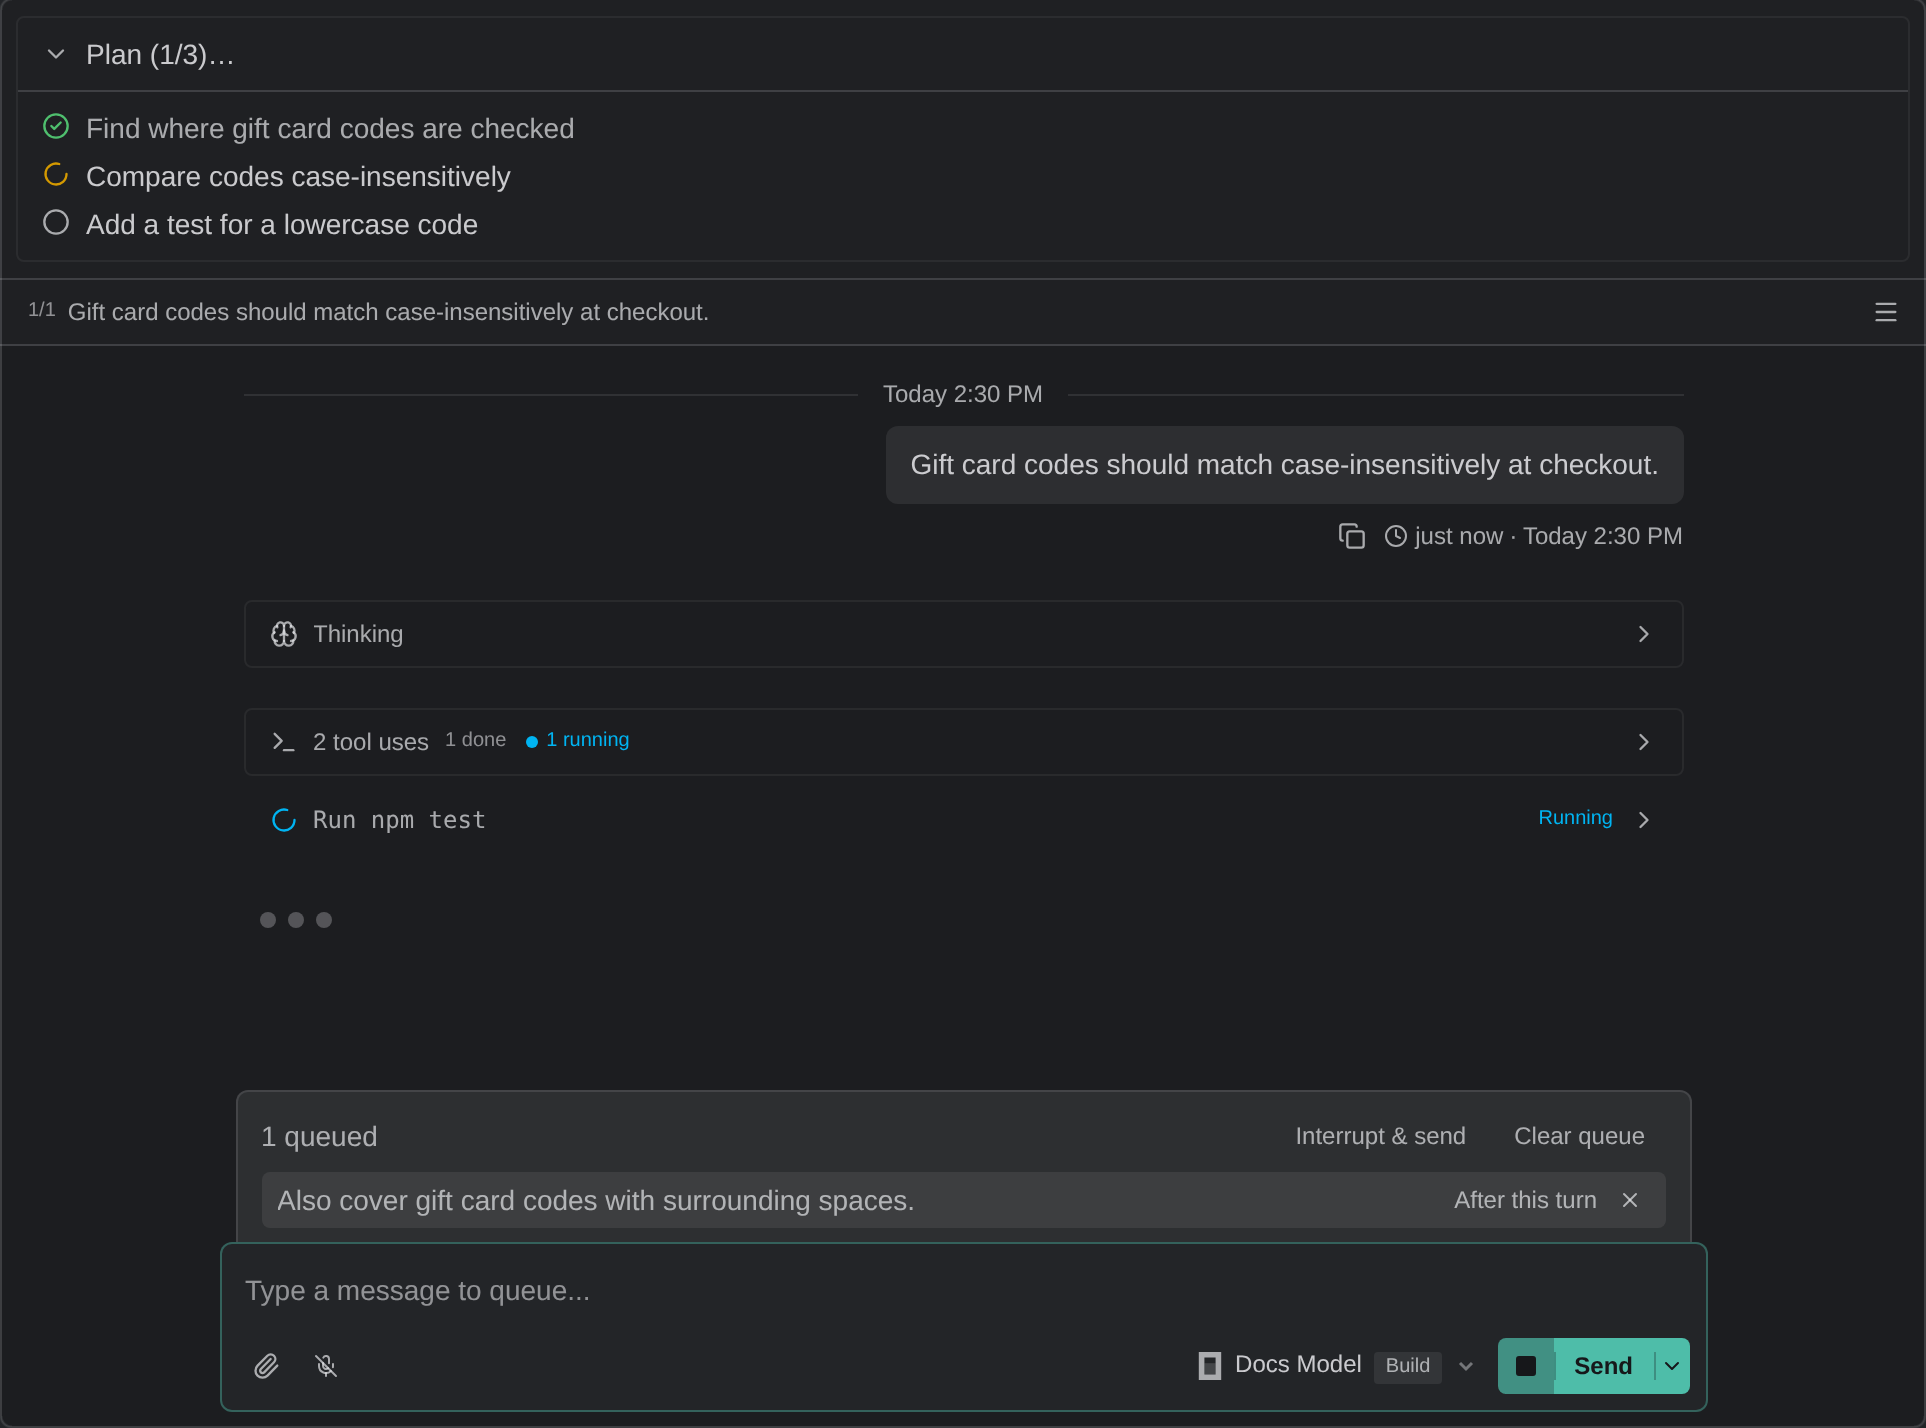 Plan (1/3)…
Find where gift card codes are checked
Compare codes case-insensitively
Add a test for a lowercase code
1/1 Gift card codes should match case-insensitively at checkout.
Today 2:30 PM
Gift card codes should match case-insensitively at checkout.
just now · Today 2:30 PM
Thinking
2 tool uses 1 done 1 running
Run npm test Running
1 queued Interrupt & send Clear queue
Also cover gift card codes with surrounding spaces. After this turn
Type a message to queue...
Docs Model Build Send